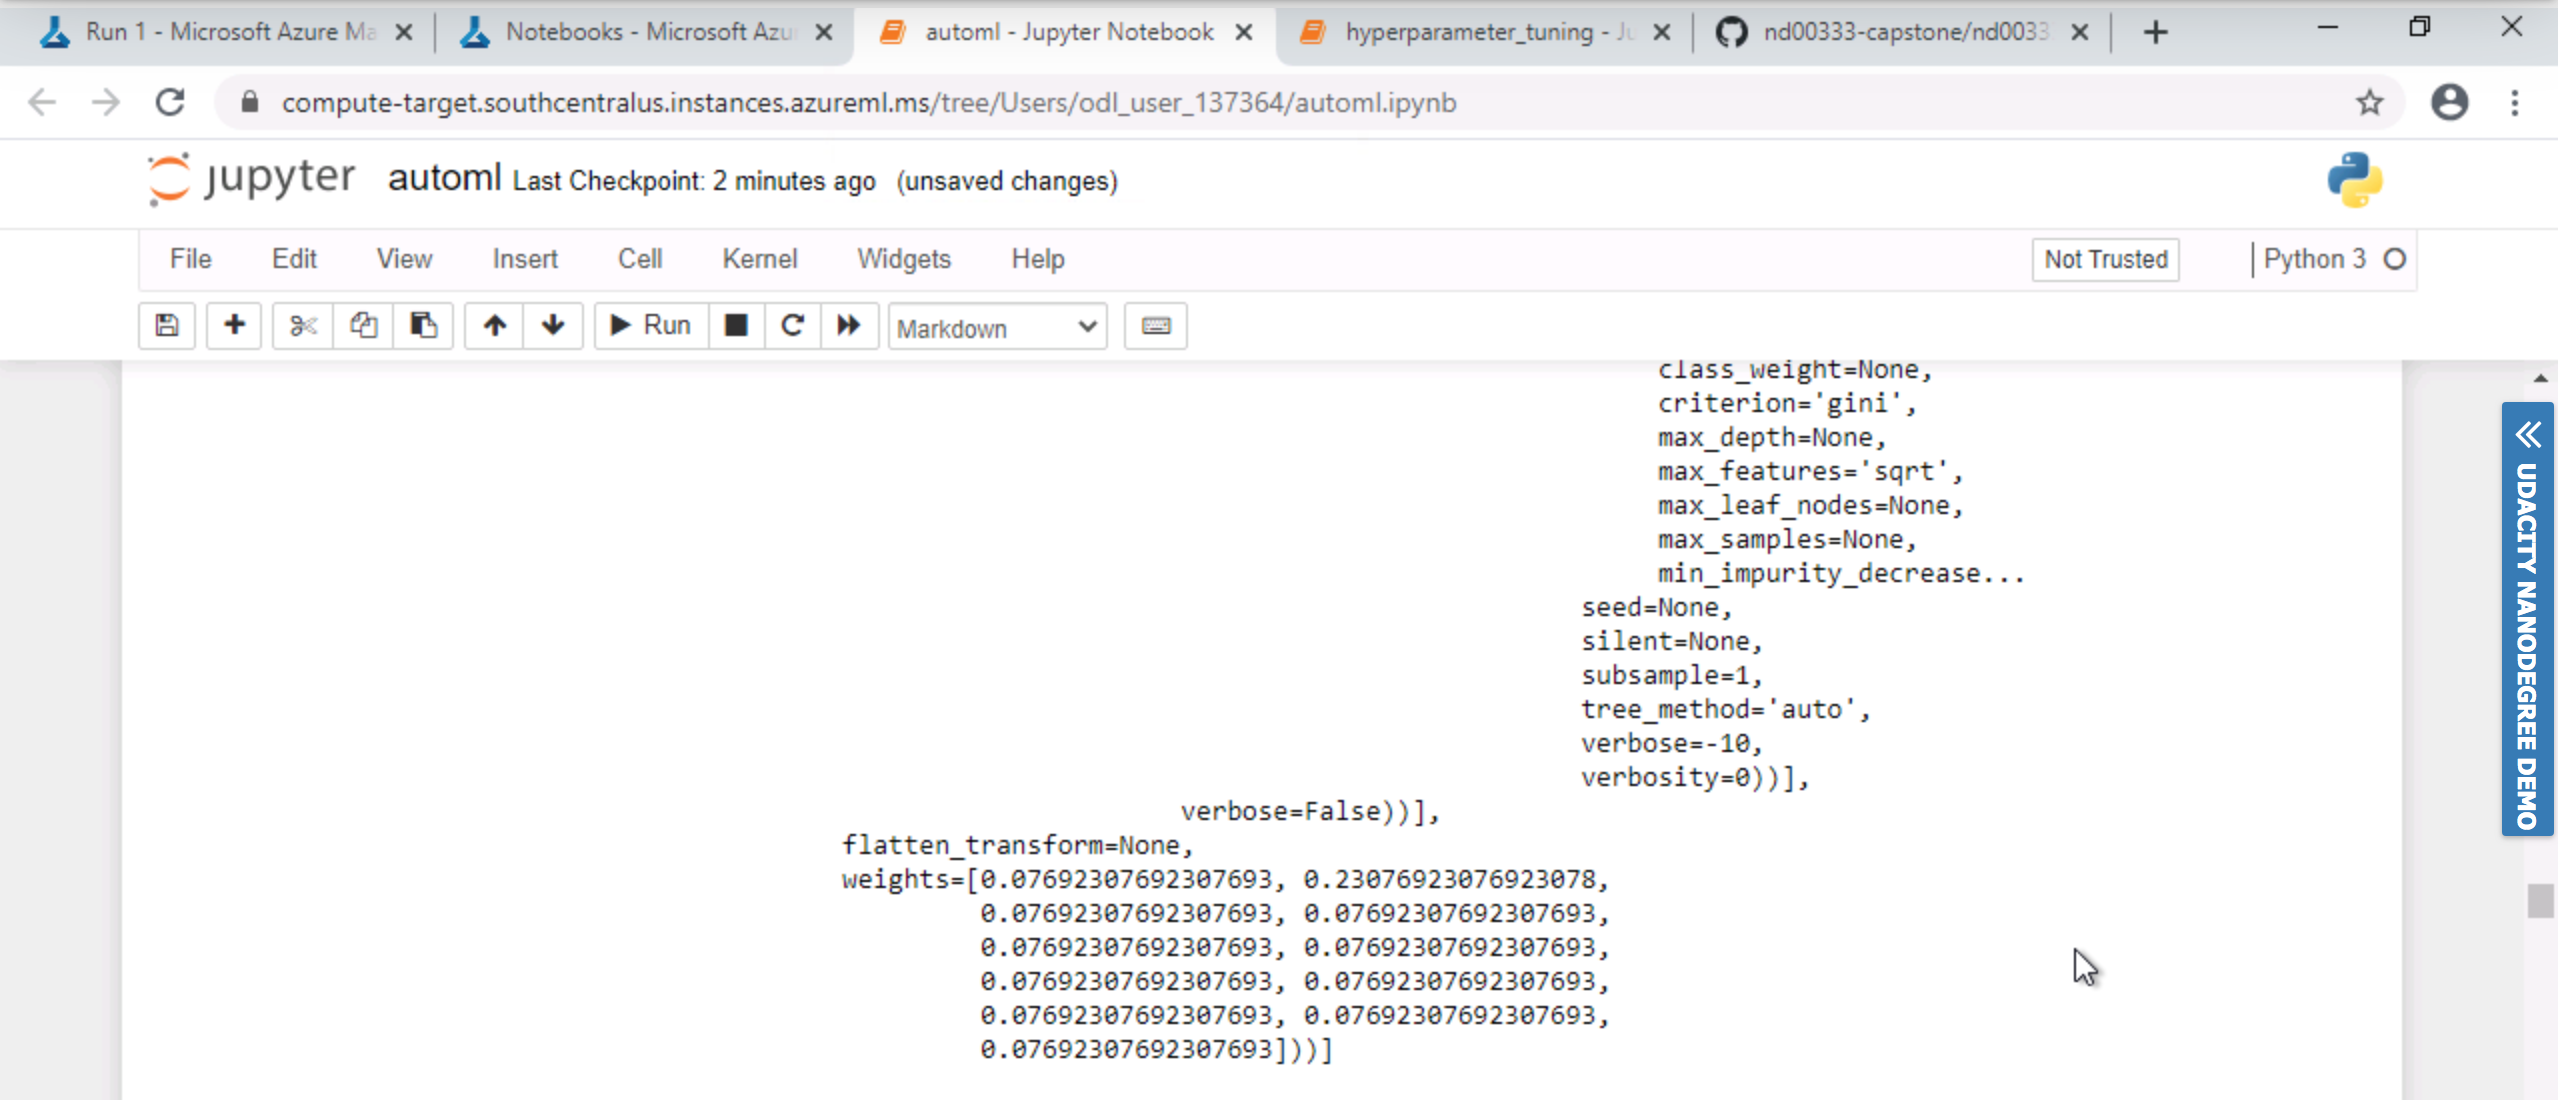 Run 1 - Microsoft Azure Ma
Notebooks - Microsoft Azu
automl - Jupyter Notebook
hyperparameter_tuning - Ju
nd00333-capstone/nd0033
compute-target.southcentralus.instances.azureml.ms/tree/Users/odl_user_137364/automl.ipynb
jupyter automl Last Checkpoint: 2 minutes ago (unsaved changes)
File Edit View Insert Cell Kernel Widgets Help Not Trusted Python 3
Run Markdown
class_weight=None,
criterion='gini',
max_depth=None,
max_features='sqrt',
max_leaf_nodes=None,
max_samples=None,
min_impurity_decrease...
seed=None,
silent=None,
subsample=1,
tree_method='auto',
verbose=-10,
verbosity=0))],
verbose=False))],
flatten_transform=None,
weights=[0.07692307692307693, 0.23076923076923078,
0.07692307692307693, 0.07692307692307693,
0.07692307692307693, 0.07692307692307693,
0.07692307692307693, 0.07692307692307693,
0.07692307692307693, 0.07692307692307693,
0.07692307692307693]))]
UDACITY NANODEGREE DEMO